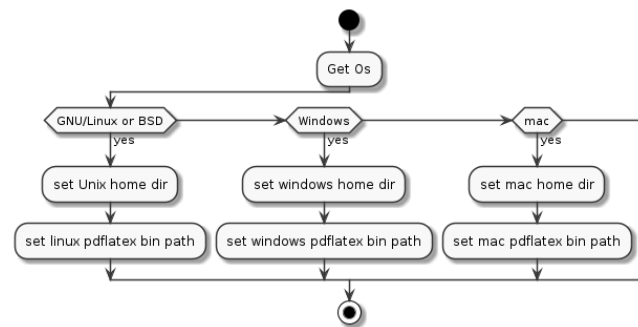 Get Os
GNU/Linux or BSD
Windows
mac
yes
yes
yes
set Unix home dir
set windows home dir
set mac home dir
set linux pdflatex bin path
set windows pdflatex bin path
set mac pdflatex bin path